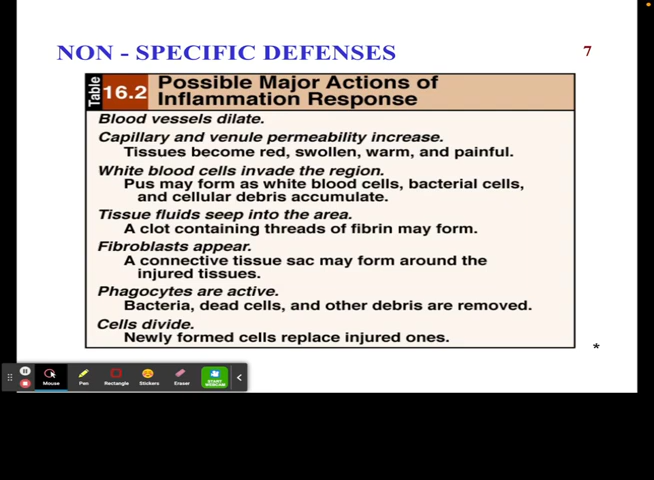 NON - SPECIFIC DEFENSES
7
Table 16.2 Possible Major Actions of
Inflammation Response
Blood vessels dilate.
Capillary and venule permeability increase.
Tissues become red, swollen, warm, and painful.
White blood cells invade the region.
Pus may form as white blood cells, bacterial cells,
and cellular debris accumulate.
Tissue fluids seep into the area.
A clot containing threads of fibrin may form.
Fibroblasts appear.
A connective tissue sac may form around the
injured tissues.
Phagocytes are active.
Bacteria, dead cells, and other debris are removed.
Cells divide.
Newly formed cells replace injured ones.
*
Mouse Pen Rectangle Stickers Eraser START WEBCAM